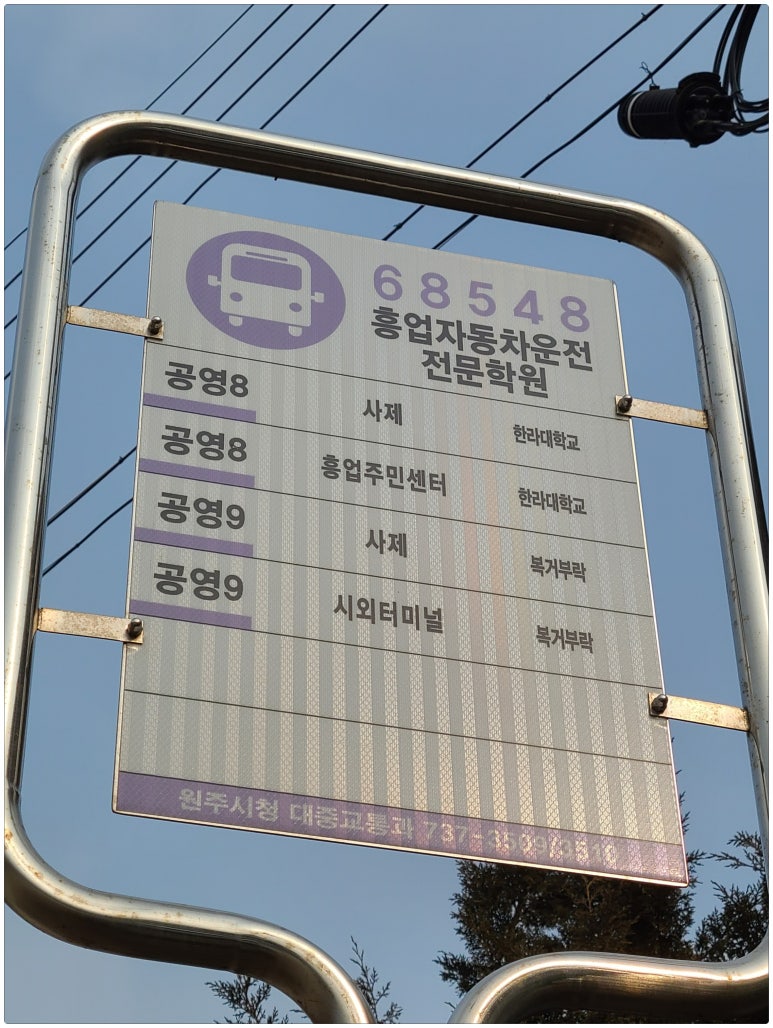 68548
흥업자동차운전
전문학원
공영8 사제 한라대학교
공영8 흥업주민센터 한라대학교
공영9 사제 복거부락
공영9 시외터미널 복거부락
원주시청 대중교통과 737-3509/3510